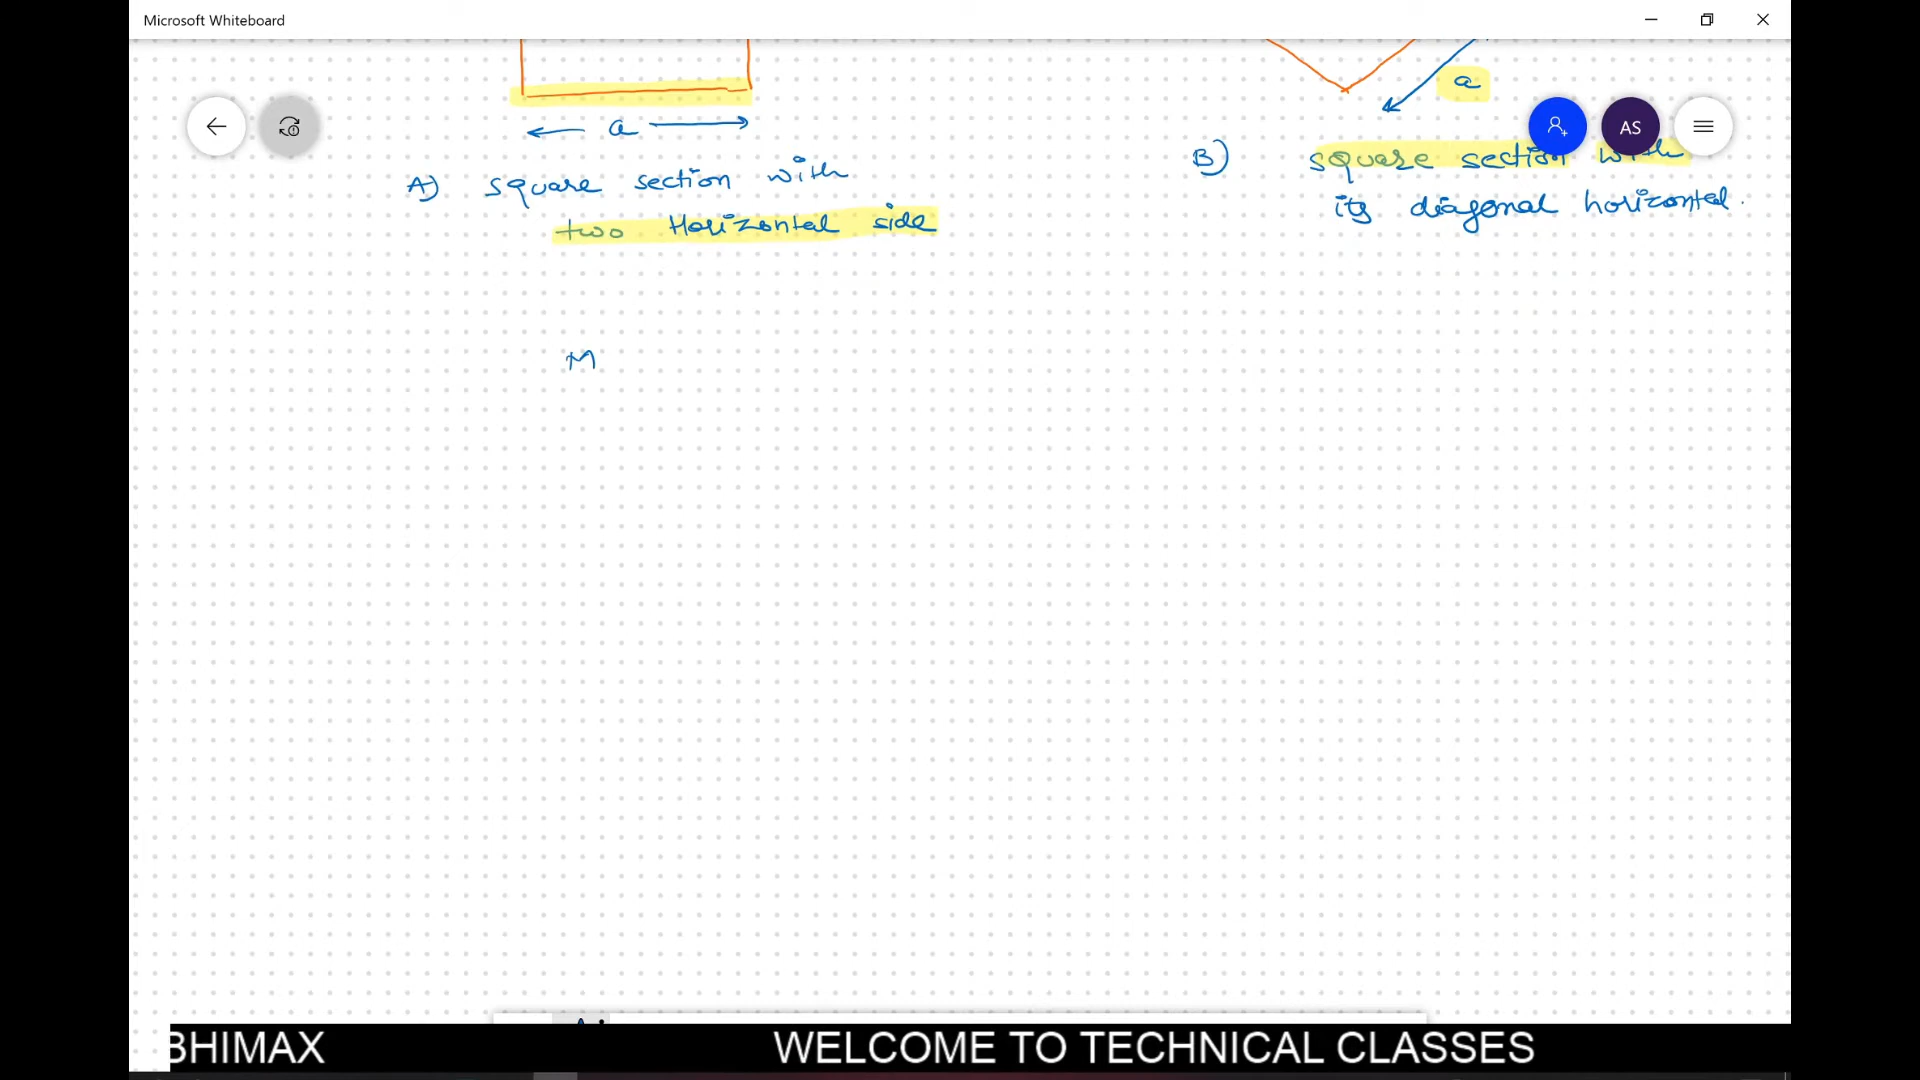 Microsoft Whiteboard
a
a
AS
A) square section with
two Horizontal side
B) square section with
its diagonal horizontal.
M
BHIMAX
WELCOME TO TECHNICAL CLASSES